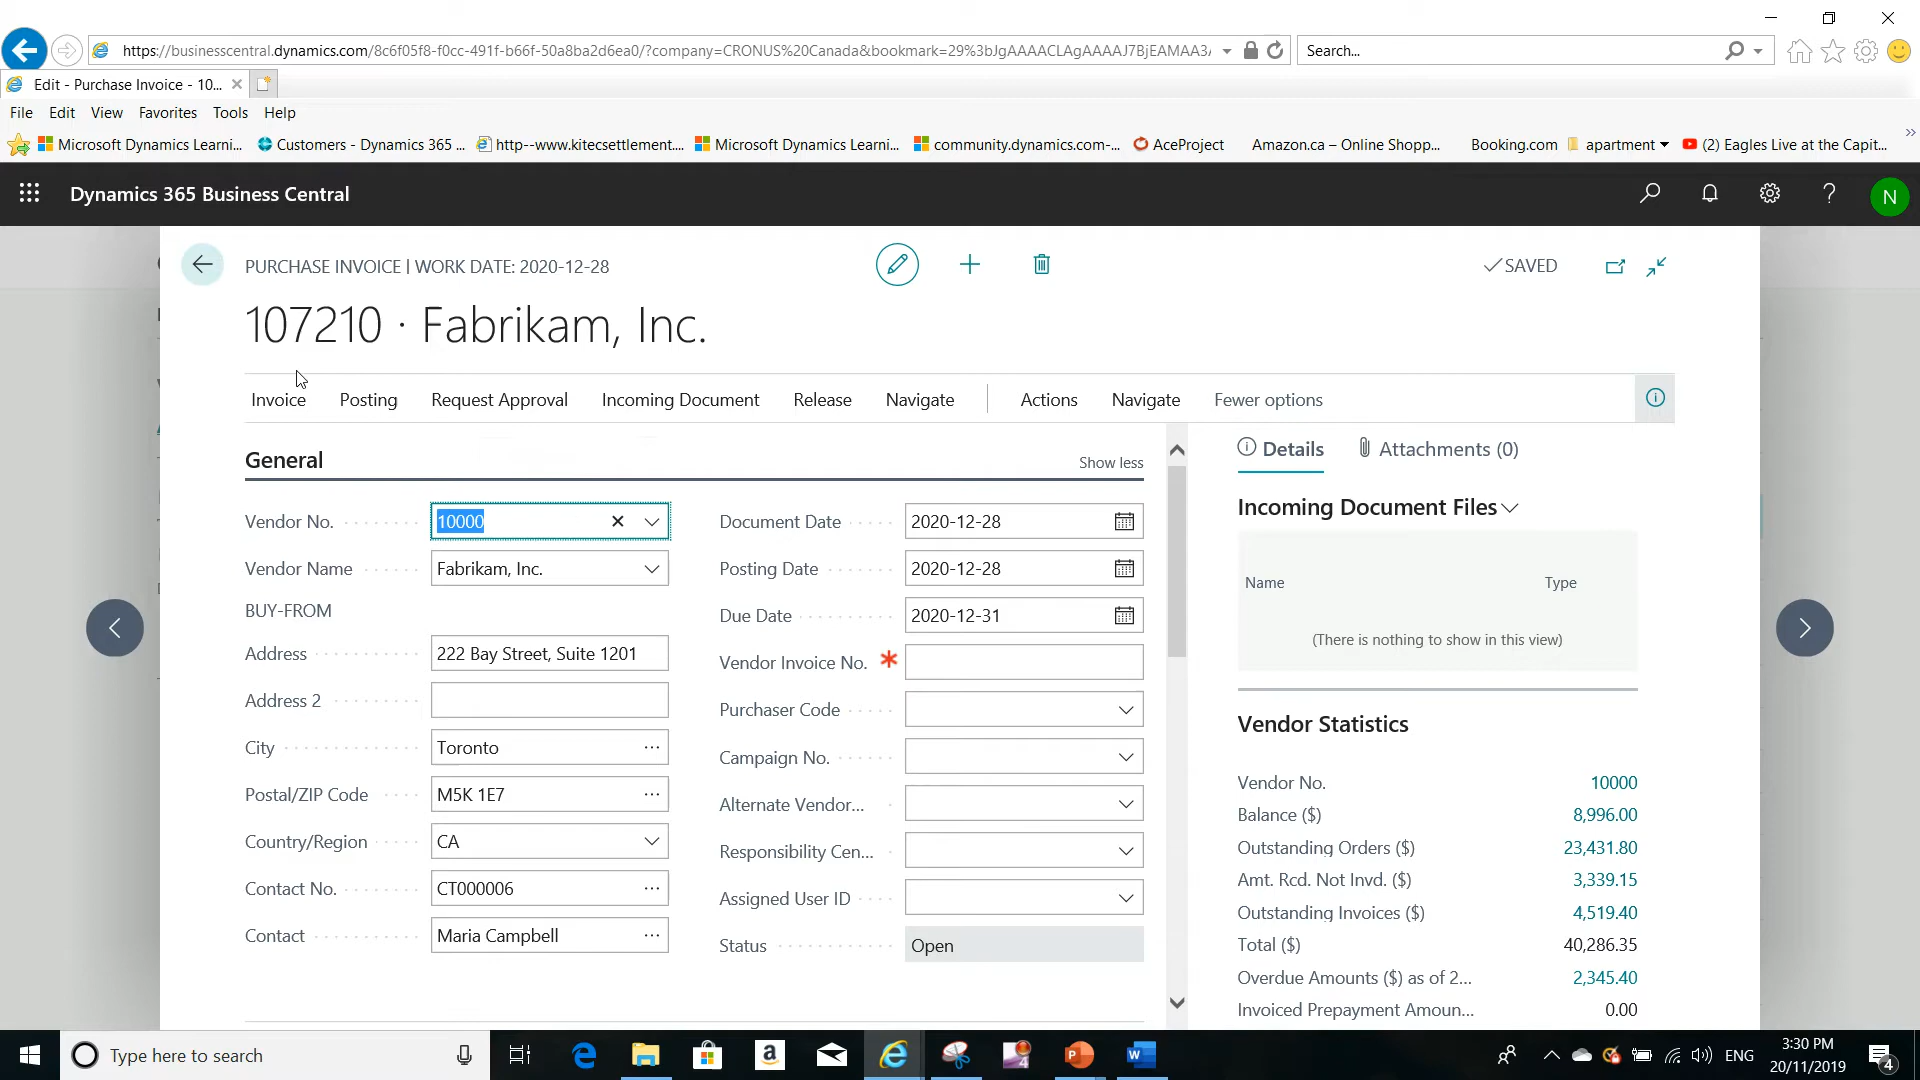 https://businesscentral.dynamics.com/8c6f05f8-f0cc-491f-b66f-50a8ba2d6ea0/?company=CRONUS%20Canada&bookmark=29%3bJgAAAACLAgAAAAJ7BjEAMAA3A
Search...
Edit - Purchase Invoice - 10...
File Edit View Favorites Tools Help
Microsoft Dynamics Learni... Customers - Dynamics 365 ... http--www.kitecsettlement.... Microsoft Dynamics Learni... community.dynamics.com-... AceProject Amazon.ca – Online Shopp... Booking.com apartment (2) Eagles Live at the Capit...
Dynamics 365 Business Central
N
PURCHASE INVOICE | WORK DATE: 2020-12-28
SAVED
107210 · Fabrikam, Inc.
Invoice Posting Request Approval Incoming Document Release Navigate Actions Navigate Fewer options
General
Show less
Vendor No. 10000
Vendor Name Fabrikam, Inc.
BUY-FROM
Address 222 Bay Street, Suite 1201
Address 2
City Toronto
Postal/ZIP Code M5K 1E7
Country/Region CA
Contact No. CT000006
Contact Maria Campbell
Document Date 2020-12-28
Posting Date 2020-12-28
Due Date 2020-12-31
Vendor Invoice No. *
Purchaser Code
Campaign No.
Alternate Vendor...
Responsibility Cen...
Assigned User ID
Status Open
Details Attachments (0)
Incoming Document Files
Name Type
(There is nothing to show in this view)
Vendor Statistics
Vendor No. 10000
Balance ($) 8,996.00
Outstanding Orders ($) 23,431.80
Amt. Rcd. Not Invd. ($) 3,339.15
Outstanding Invoices ($) 4,519.40
Total ($) 40,286.35
Overdue Amounts ($) as of 2... 2,345.40
Invoiced Prepayment Amoun... 0.00
Type here to search
ENG
3:30 PM
20/11/2019
4